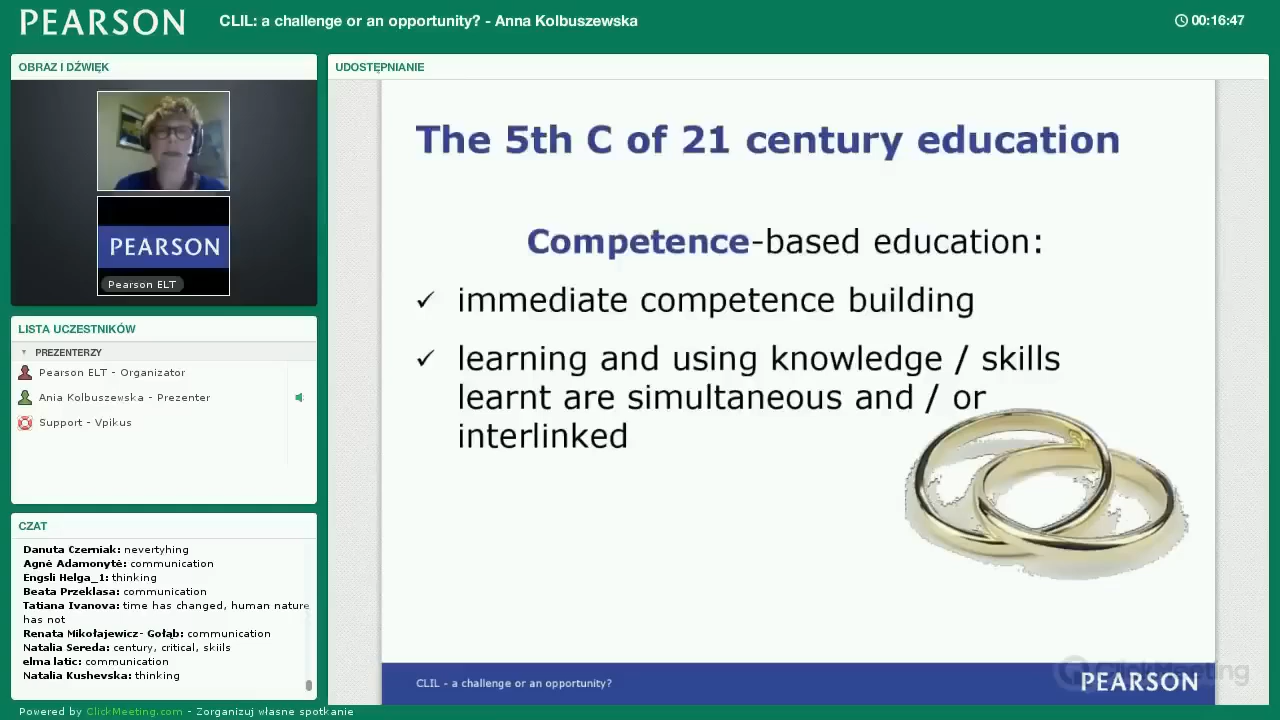 PEARSON
CLIL: a challenge or an opportunity? - Anna Kolbuszewska
00:16:47
OBRAZ I DŹWIĘK
PEARSON
Pearson ELT
LISTA UCZESTNIKÓW
PREZENTERZY
Pearson ELT - Organizator
Ania Kolbuszewska - Prezenter
Support - Vpikus
CZAT
Danuta Czerniak: nevertyhing
Agnė Adamonytė: communication
Engsli Helga_1: thinking
Beata Przeklasa: communication
Tatiana Ivanova: time has changed, human nature
has not
Renata Mikołajewicz- Gołąb: communication
Natalia Sereda: century, critical, skiils
elma latic: communication
Natalia Kushevska: thinking
UDOSTĘPNIANIE
The 5th C of 21 century education
Competence-based education:
immediate competence building
learning and using knowledge / skills
learnt are simultaneous and / or
interlinked
CLIL - a challenge or an opportunity?
ClickMeeting
PEARSON
Powered by ClickMeeting.com - Zorganizuj własne spotkanie